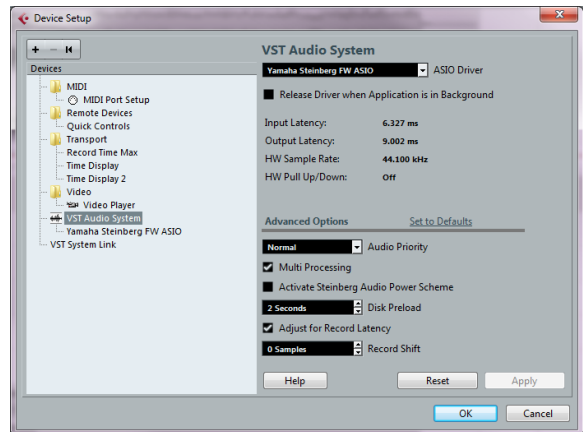 Device Setup
Devices
MIDI
MIDI Port Setup
Remote Devices
Quick Controls
Transport
Record Time Max
Time Display
Time Display 2
Video
Video Player
VST Audio System
Yamaha Steinberg FW ASIO
VST System Link
VST Audio System
Yamaha Steinberg FW ASIO ASIO Driver
Release Driver when Application is in Background
Input Latency: 6.327 ms
Output Latency: 9.002 ms
HW Sample Rate: 44.100 kHz
HW Pull Up/Down: Off
Advanced Options Set to Defaults
Normal Audio Priority
Multi Processing
Activate Steinberg Audio Power Scheme
2 Seconds Disk Preload
Adjust for Record Latency
0 Samples Record Shift
Help Reset Apply
OK Cancel